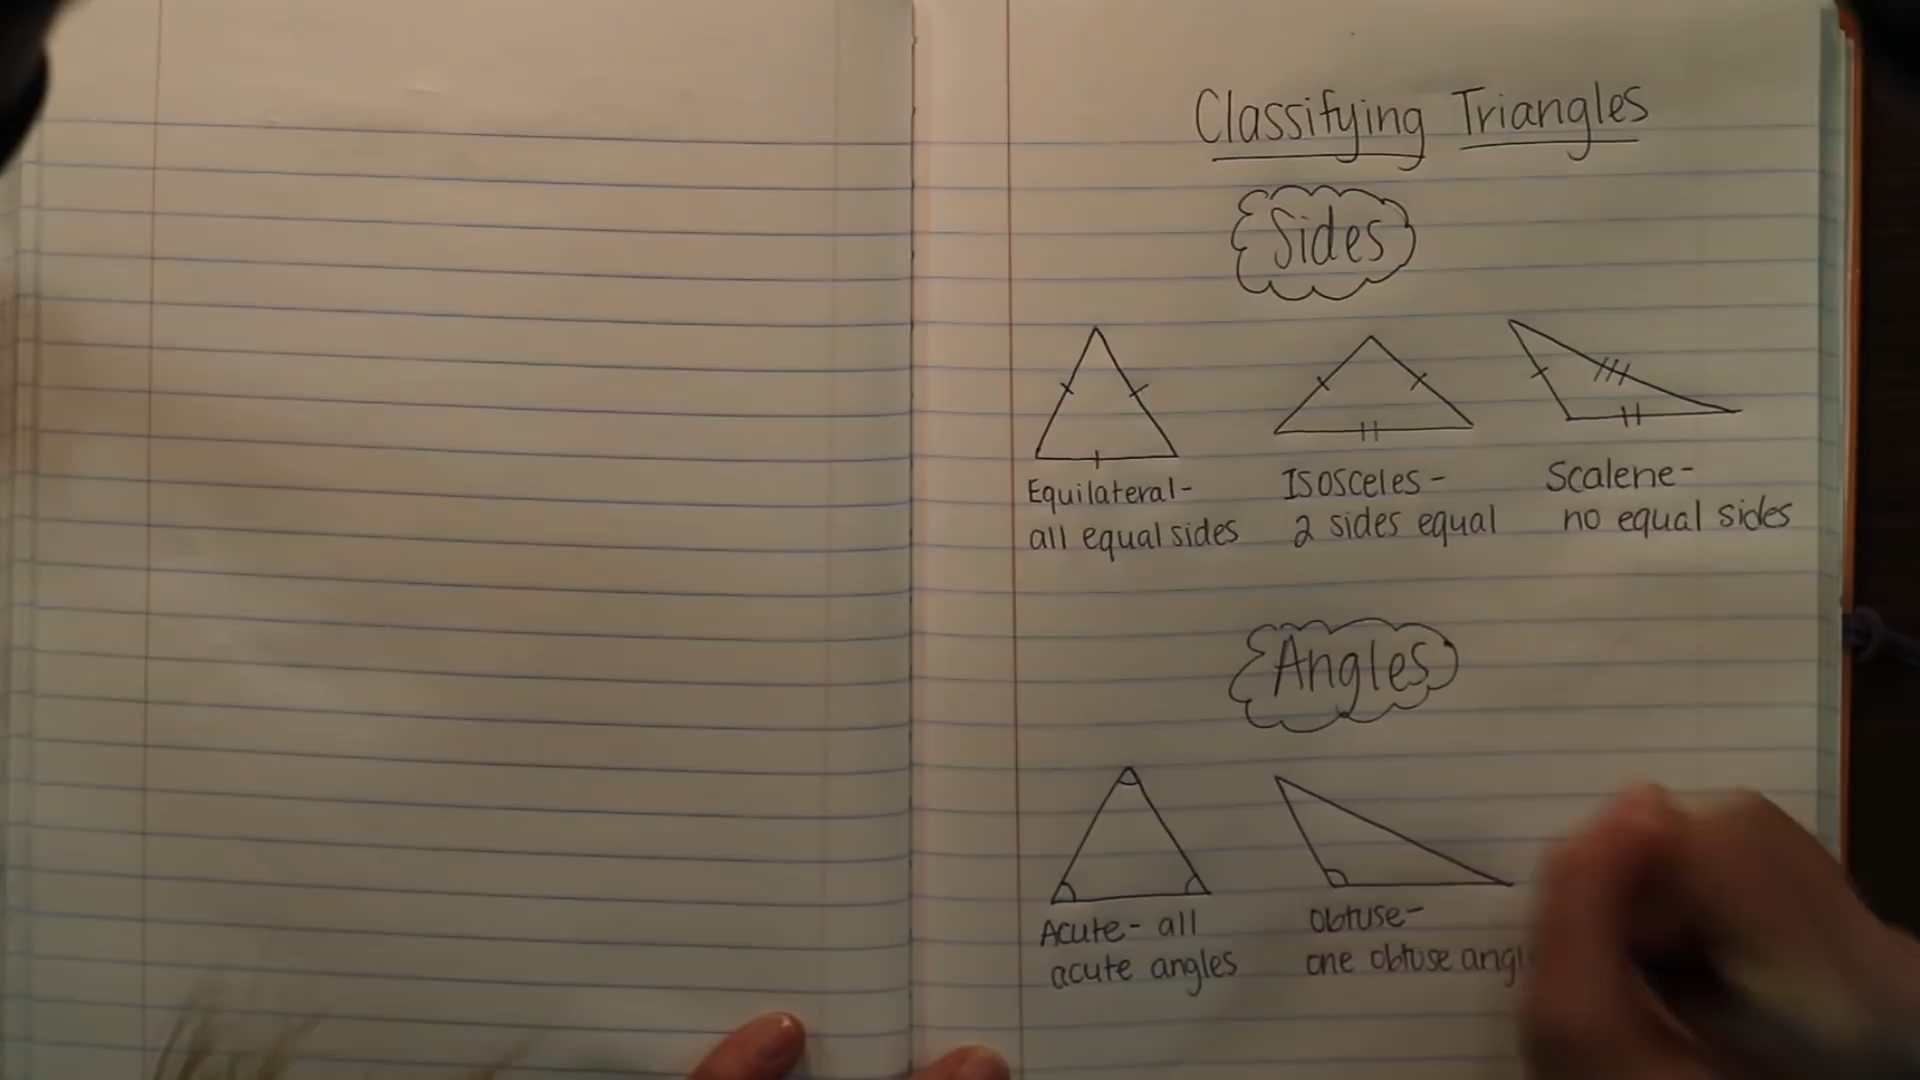 Classifying Triangles
Sides
Equilateral-
all equal sides
Isosceles-
2 sides equal
Scalene-
no equal sides
Angles
Acute- all
acute angles
Obtuse-
one obtuse